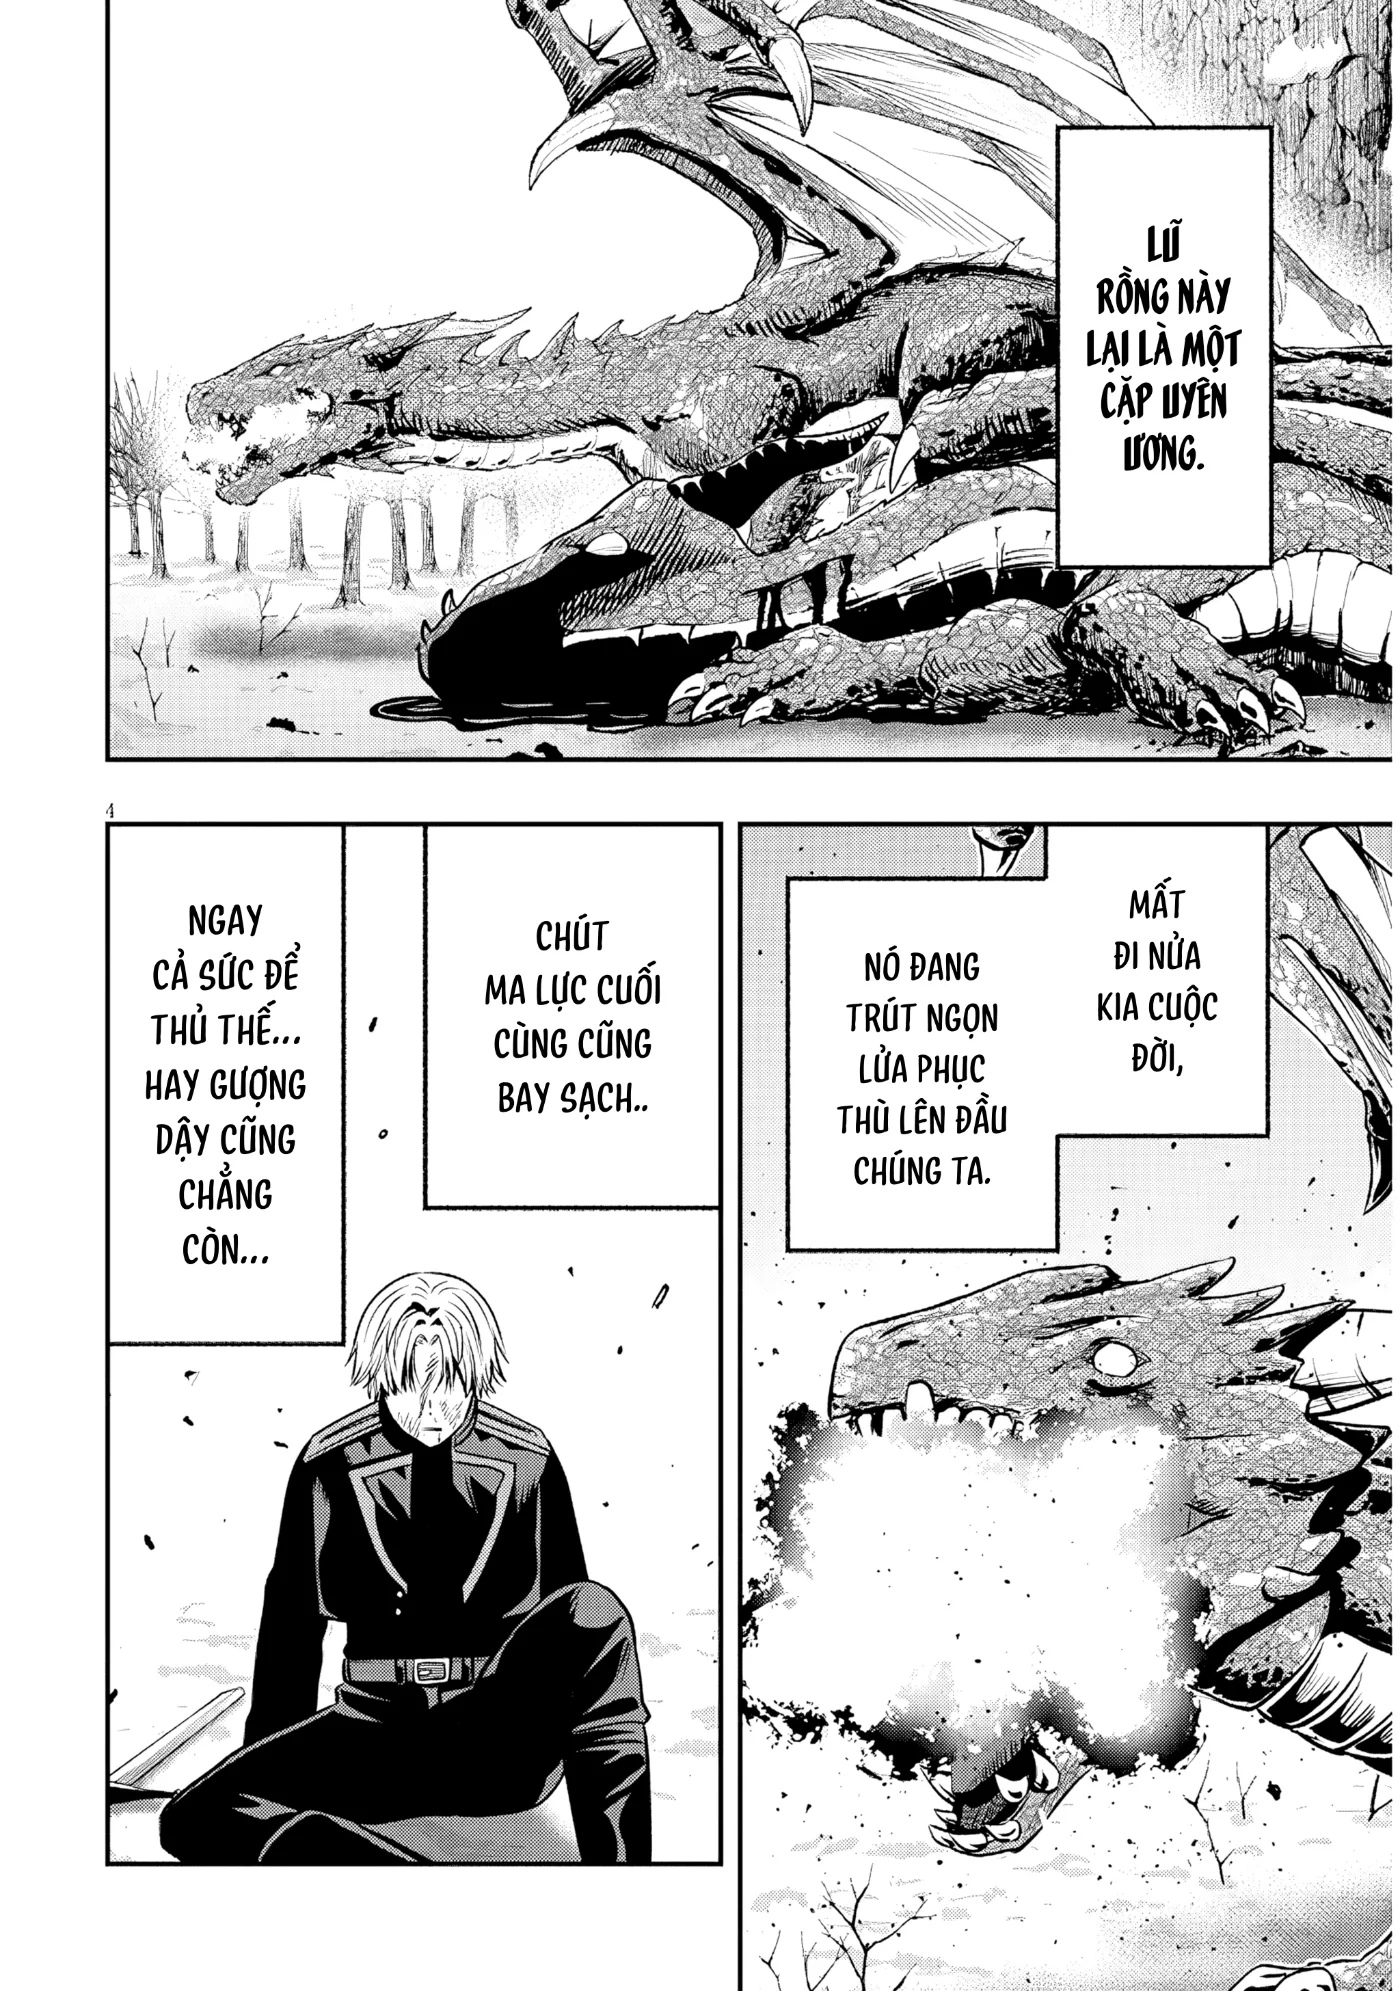 LŨ
RỒNG NÀY
LẠI LÀ MỘT
CẶP UYÊN
ƯƠNG.
4
MẤT
ĐI NỬA
KIA CUỘC
ĐỜI,
NÓ ĐANG
TRÚT NGỌN
LỬA PHỤC
THÙ LÊN ĐẦU
CHÚNG TA.
CHÚT
MA LỰC CUỐI
CÙNG CŨNG
BAY SẠCH..
NGAY
CẢ SỨC ĐỂ
THỦ THẾ...
HAY GƯỢNG
DẬY CŨNG
CHẲNG
CÒN...